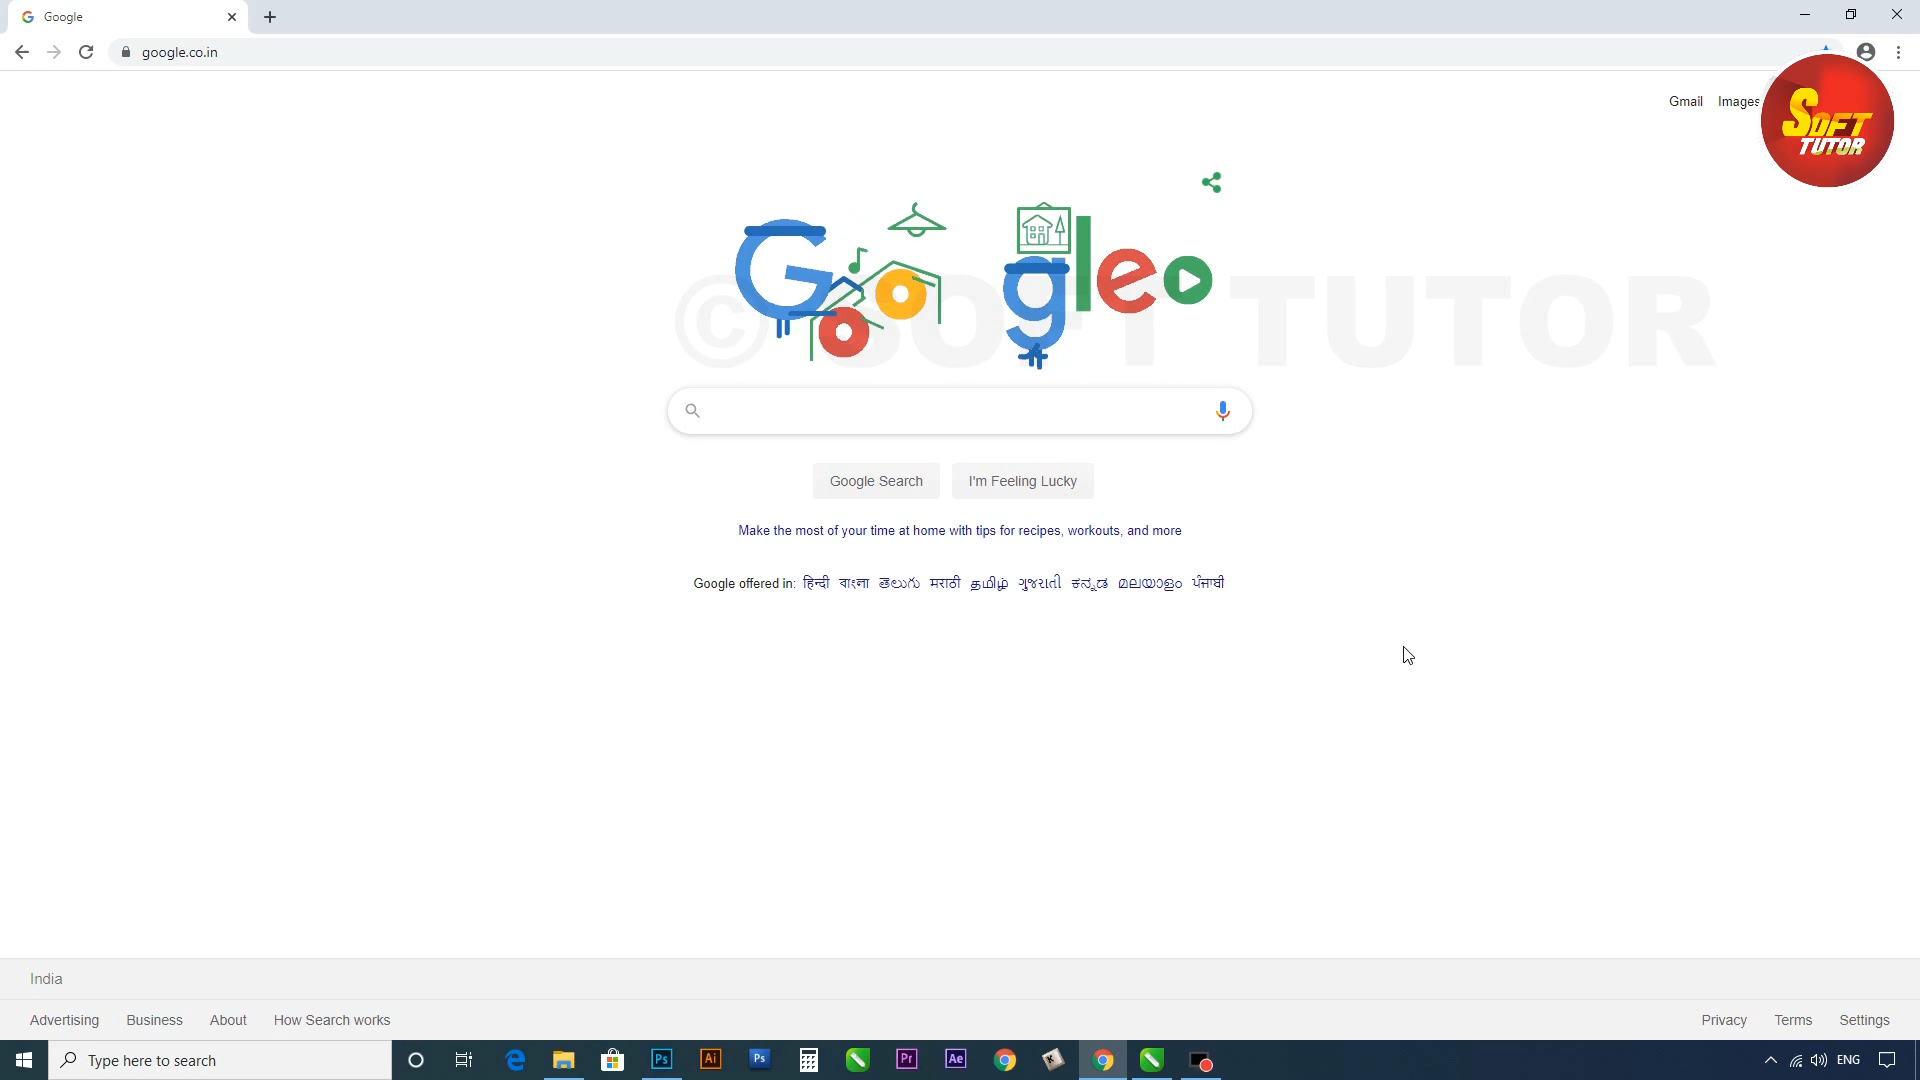 Google
google.co.in
Gmail Images
SOFT
TUTOR
Google
© SOFT TUTOR
Google Search I'm Feeling Lucky
Make the most of your time at home with tips for recipes, workouts, and more
Google offered in: हिन्दी বাংলা తెలుగు मराठी தமிழ் ગુજરાતી ಕನ್ನಡ മലയാളം ਪੰਜਾਬੀ
India
Advertising Business About How Search works Privacy Terms Settings
Type here to search Ps Ai Ps Pr Ae K ENG